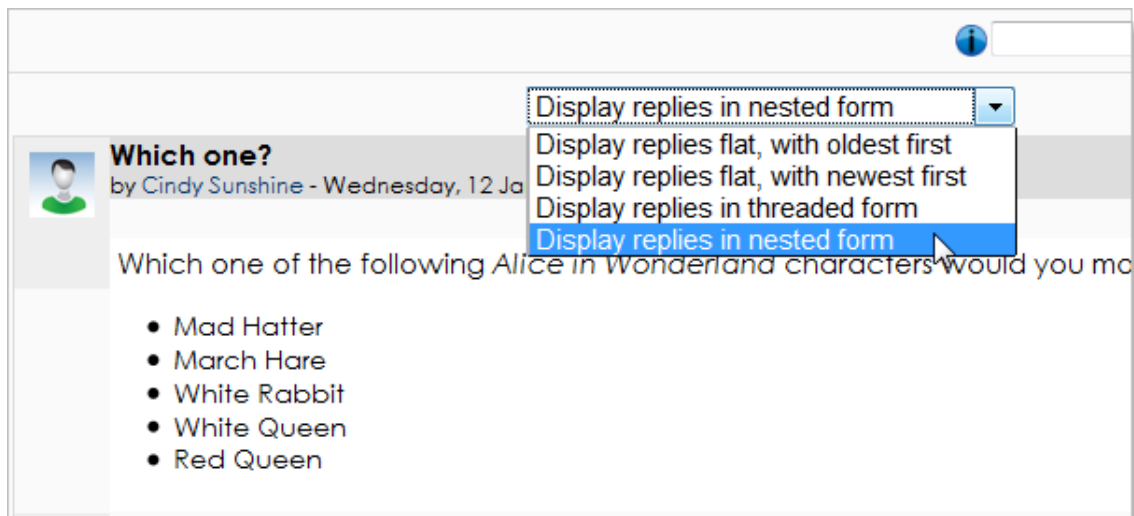 Display replies in nested form
Display replies flat, with oldest first
Display replies flat, with newest first
Display replies in threaded form
Display replies in nested form
Which one?
by Cindy Sunshine - Wednesday, 12 Ja
Which one of the following Alice in Wonderland characters would you
• Mad Hatter
• March Hare
• White Rabbit
• White Queen
• Red Queen